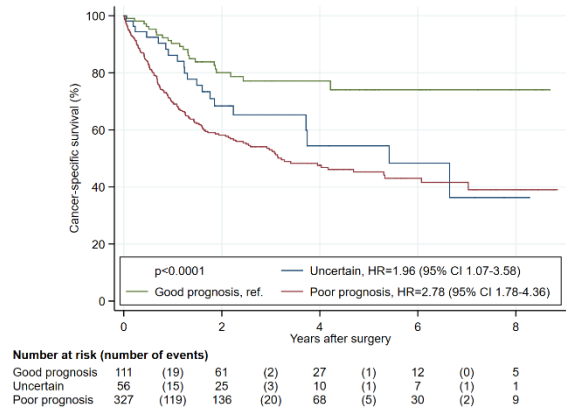 100
80
60
40
20
0
Cancer-specific survival (%)
p<0.0001
Uncertain, HR=1.96 (95% CI 1.07-3.58)
Good prognosis, ref.
Poor prognosis, HR=2.78 (95% CI 1.78-4.36)
0 2 4 6 8
Years after surgery
Number at risk (number of events)
Good prognosis 111 (19) 61 (2) 27 (1) 12 (0) 5
Uncertain 56 (15) 25 (3) 10 (1) 7 (1) 1
Poor prognosis 327 (119) 136 (20) 68 (5) 30 (2) 9